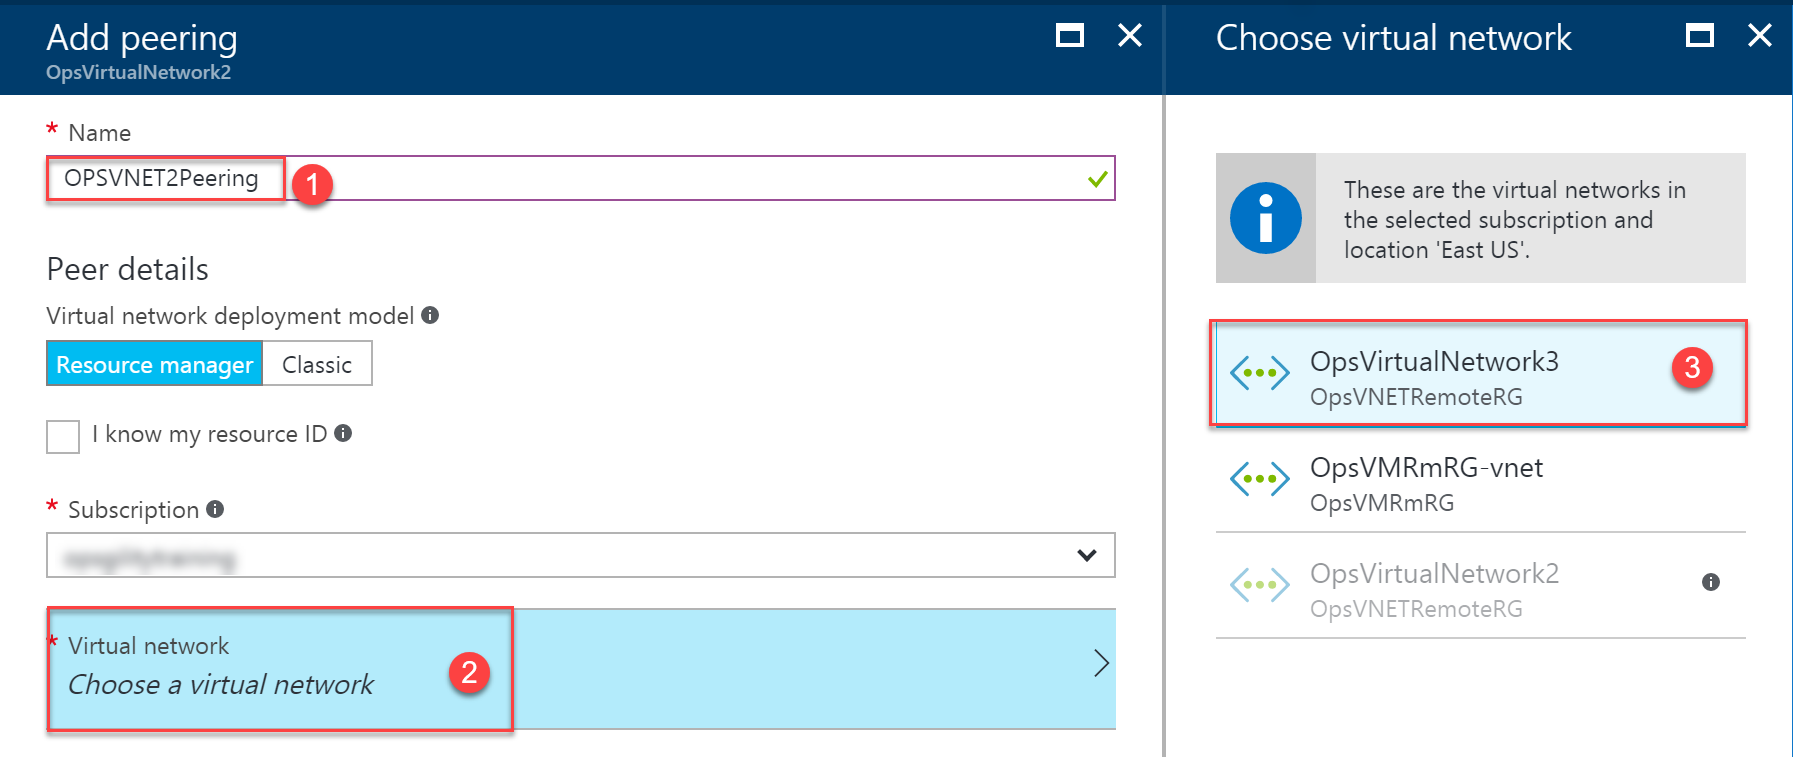 Add peering
OpsVirtualNetwork2
* Name
OPSVNET2Peering
1
Peer details
Virtual network deployment model
Resource manager
Classic
I know my resource ID
* Subscription
* Virtual network
Choose a virtual network
2
Choose virtual network
These are the virtual networks in
the selected subscription and
location 'East US'.
OpsVirtualNetwork3
OpsVNETRemoteRG
3
OpsVMRmRG-vnet
OpsVMRmRG
OpsVirtualNetwork2
OpsVNETRemoteRG